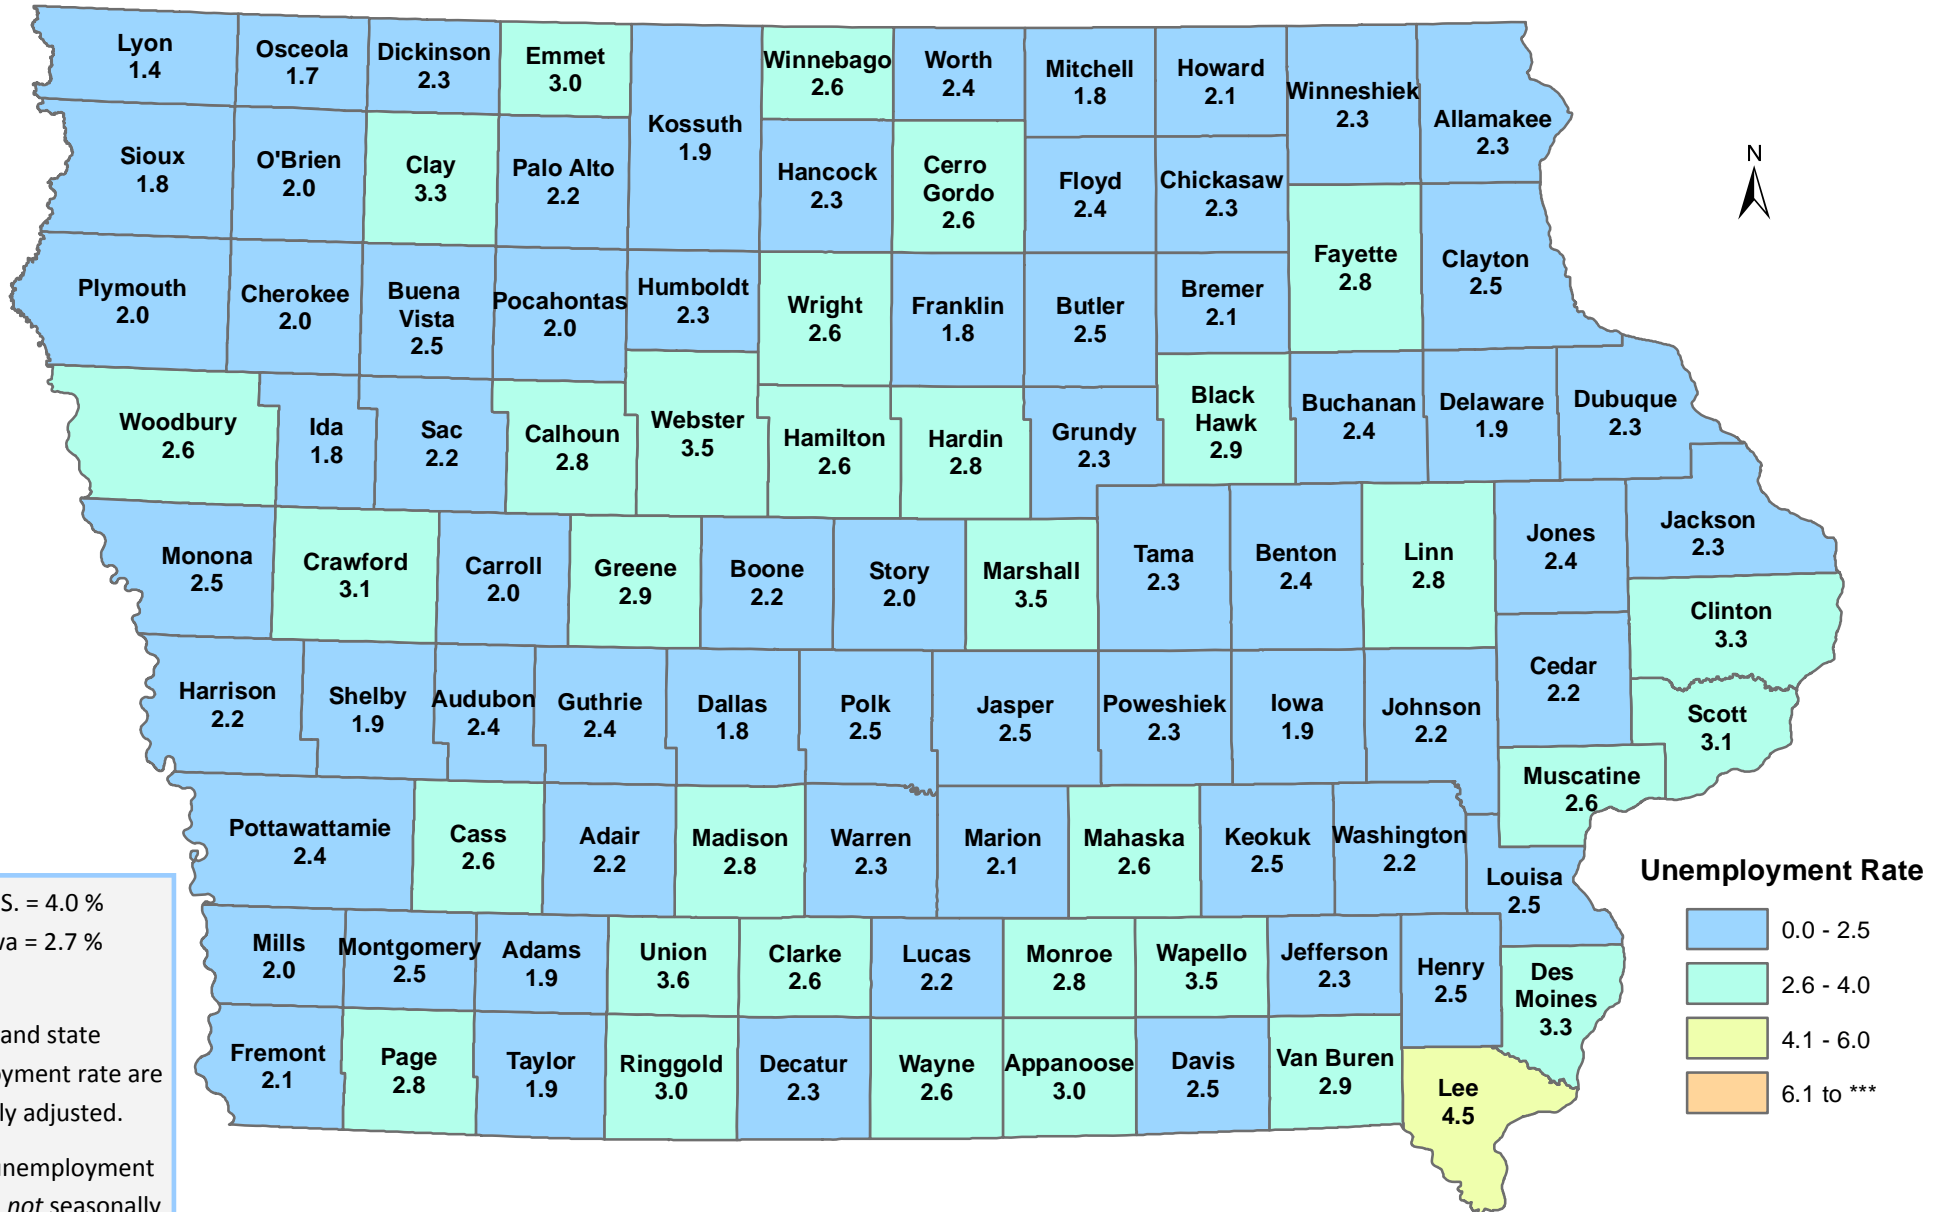 Lyon
1.4
Osceola
1.7
Dickinson
2.3
Emmet
3.0
Kossuth
1.9
Winnebago
2.6
Worth
2.4
Mitchell
1.8
Howard
2.1
Winneshiek
2.3
Allamakee
2.3
Sioux
1.8
O'Brien
2.0
Clay
3.3
Palo Alto
2.2
Hancock
2.3
Cerro
Gordo
2.6
Floyd
2.4
Chickasaw
2.3
N
Plymouth
2.0
Cherokee
2.0
Buena
Vista
2.5
Pocahontas
2.0
Humboldt
2.3
Wright
2.6
Franklin
1.8
Butler
2.5
Bremer
2.1
Fayette
2.8
Clayton
2.5
Woodbury
2.6
Ida
1.8
Sac
2.2
Calhoun
2.8
Webster
3.5
Hamilton
2.6
Hardin
2.8
Grundy
2.3
Black
Hawk
2.9
Buchanan
2.4
Delaware
1.9
Dubuque
2.3
Monona
2.5
Crawford
3.1
Carroll
2.0
Greene
2.9
Boone
2.2
Story
2.0
Marshall
3.5
Tama
2.3
Benton
2.4
Linn
2.8
Jones
2.4
Jackson
2.3
Clinton
3.3
Harrison
2.2
Shelby
1.9
Audubon
2.4
Guthrie
2.4
Dallas
1.8
Polk
2.5
Jasper
2.5
Poweshiek
2.3
Iowa
1.9
Johnson
2.2
Cedar
2.2
Scott
3.1
Muscatine
2.6
Pottawattamie
2.4
Cass
2.6
Adair
2.2
Madison
2.8
Warren
2.3
Marion
2.1
Mahaska
2.6
Keokuk
2.5
Washington
2.2
Louisa
2.5
Mills
2.0
Montgomery
2.5
Adams
1.9
Union
3.6
Clarke
2.6
Lucas
2.2
Monroe
2.8
Wapello
3.5
Jefferson
2.3
Henry
2.5
Des
Moines
3.3
Fremont
2.1
Page
2.8
Taylor
1.9
Ringgold
3.0
Decatur
2.3
Wayne
2.6
Appanoose
3.0
Davis
2.5
Van Buren
2.9
Lee
4.5
S. = 4.0 %
va = 2.7 %
and state
oyment rate are
ly adjusted.
unemployment
not seasonally
Unemployment Rate
0.0 - 2.5
2.6 - 4.0
4.1 - 6.0
6.1 to ***